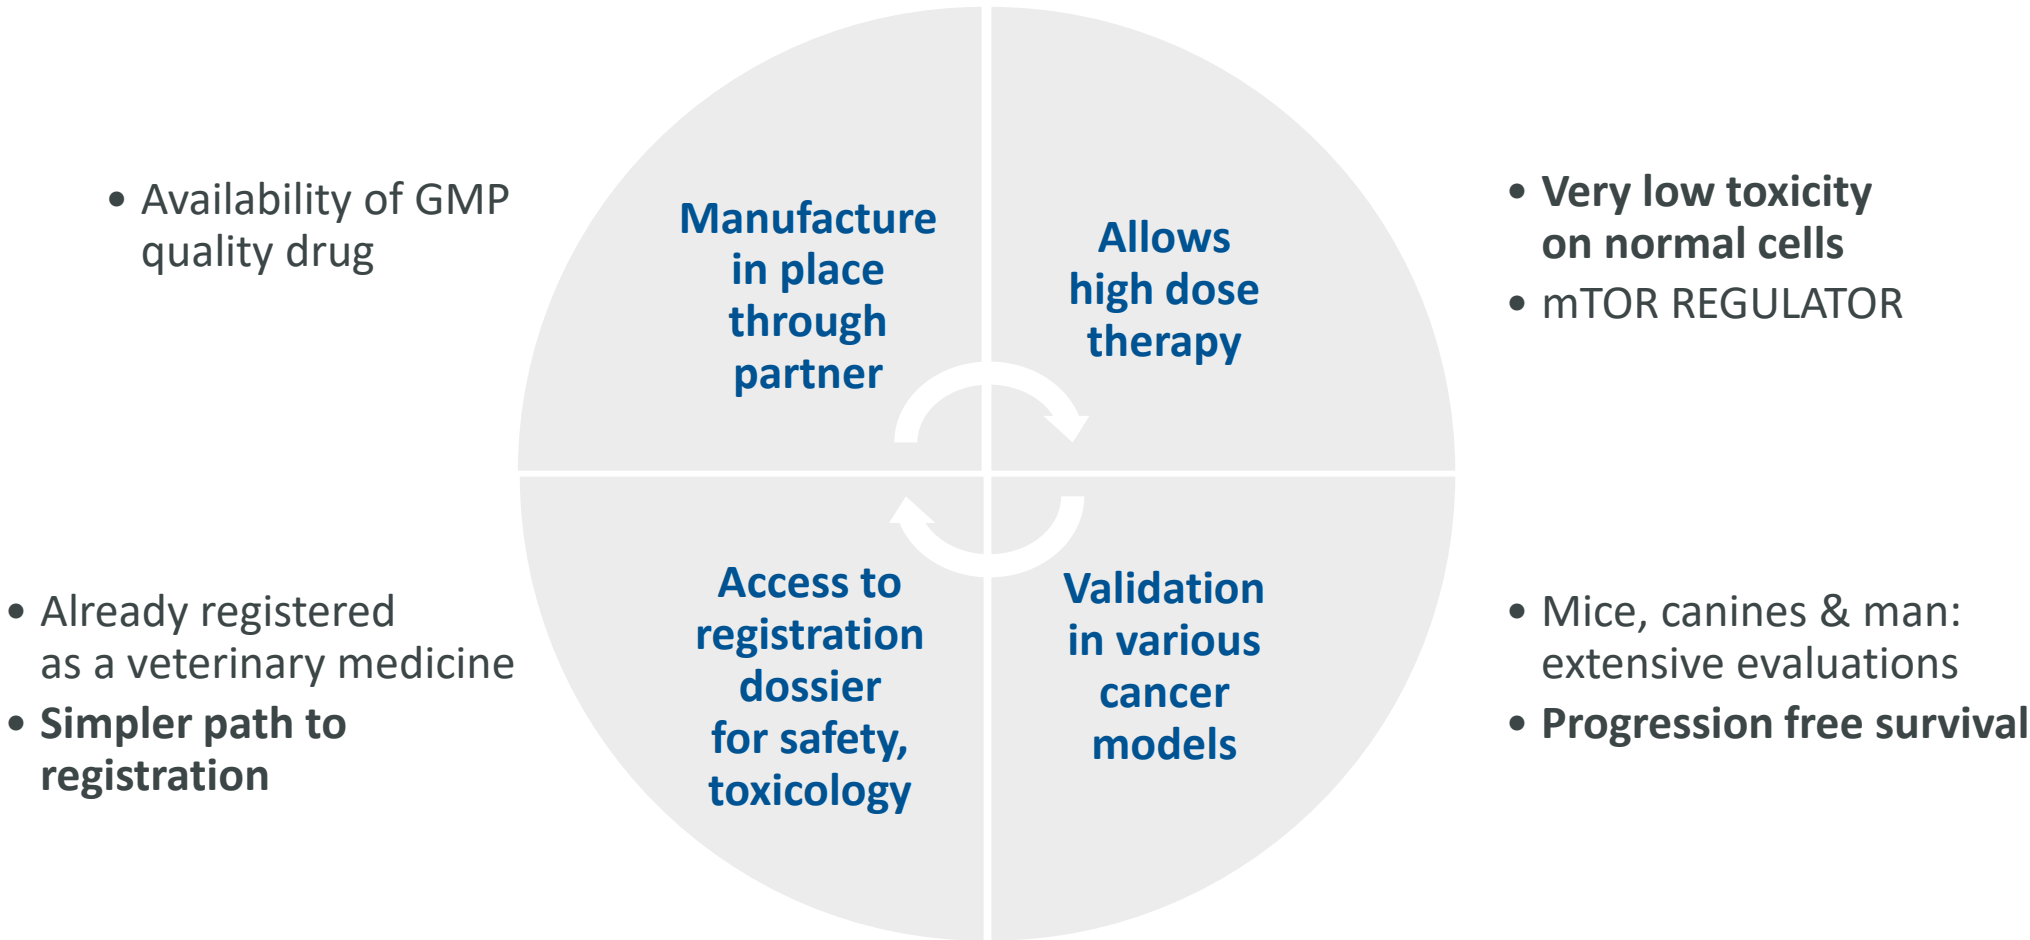 • Availability of GMP
quality drug
Manufacture
in place
through
partner
Allows
high dose
therapy
• Very low toxicity
on normal cells
• mTOR REGULATOR
• Already registered
as a veterinary medicine
• Simpler path to
registration
Access to
registration
dossier
for safety,
toxicology
Validation
in various
cancer
models
• Mice, canines & man:
extensive evaluations
• Progression free survival